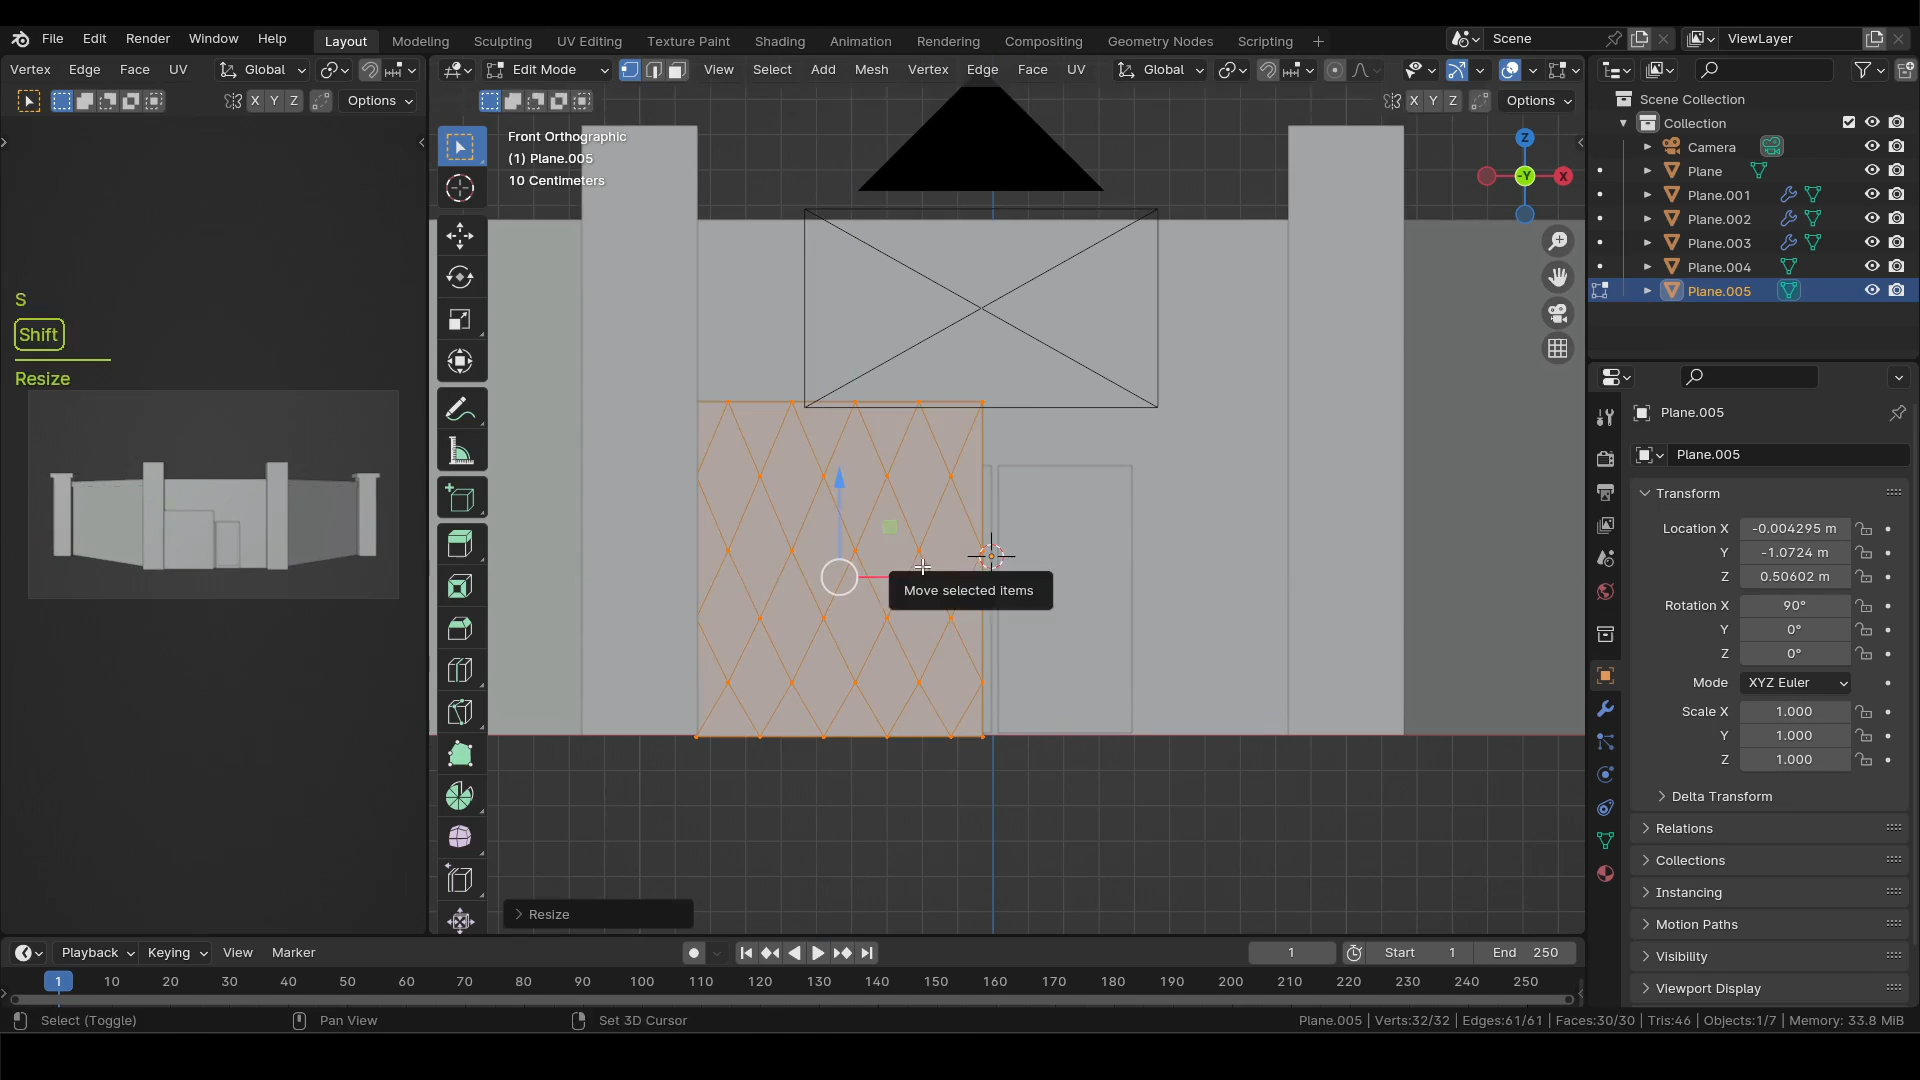 File Edit Render Window Help Layout Modeling Sculpting UV Editing Texture Paint Shading Animation Rendering Compositing Geometry Nodes Scripting + Scene ViewLayer
Vertex Edge Face UV Global Edit Mode View Select Add Mesh Vertex Edge Face UV Global
X Y Z Options X Y Z Options
Front Orthographic
(1) Plane.005
10 Centimeters
Z
-Y
X
S
Shift
Resize
Move selected items
> Resize
Scene Collection
Collection
Camera
Plane
Plane.001
Plane.002
Plane.003
Plane.004
Plane.005
Plane.005
Plane.005
Transform
Location X -0.004295 m
Y -1.0724 m
Z 0.50602 m
Rotation X 90°
Y 0°
Z 0°
Mode XYZ Euler
Scale X 1.000
Y 1.000
Z 1.000
Delta Transform
Relations
Collections
Instancing
Motion Paths
Visibility
Viewport Display
Playback Keying View Marker 1 Start 1 End 250
1 10 20 30 40 50 60 70 80 90 100 110 120 130 140 150 160 170 180 190 200 210 220 230 240 250
Select (Toggle) Pan View Set 3D Cursor Plane.005 | Verts:32/32 | Edges:61/61 | Faces:30/30 | Tris:46 | Objects:1/7 | Memory: 33.8 MiB